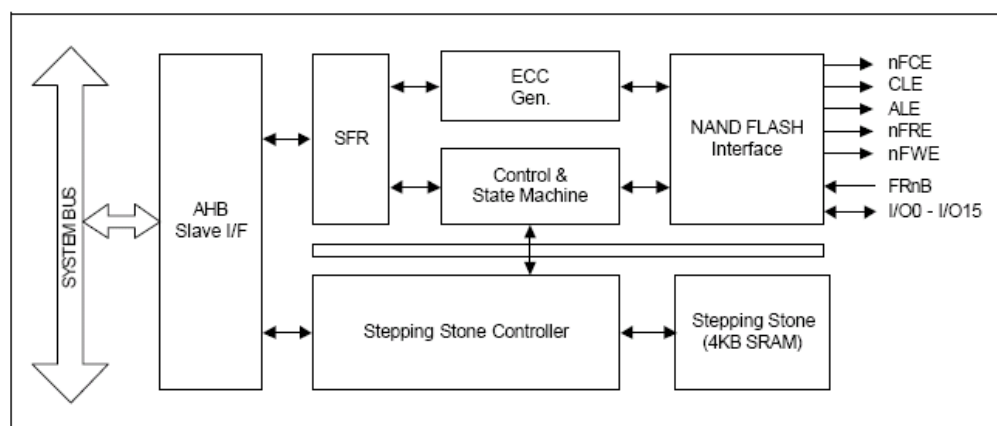 SYSTEM BUS
AHB
Slave I/F
SFR
ECC
Gen.
Control &
State Machine
NAND FLASH
Interface
nFCE
CLE
ALE
nFRE
nFWE
FRnB
I/O0 - I/O15
Stepping Stone Controller
Stepping Stone
(4KB SRAM)